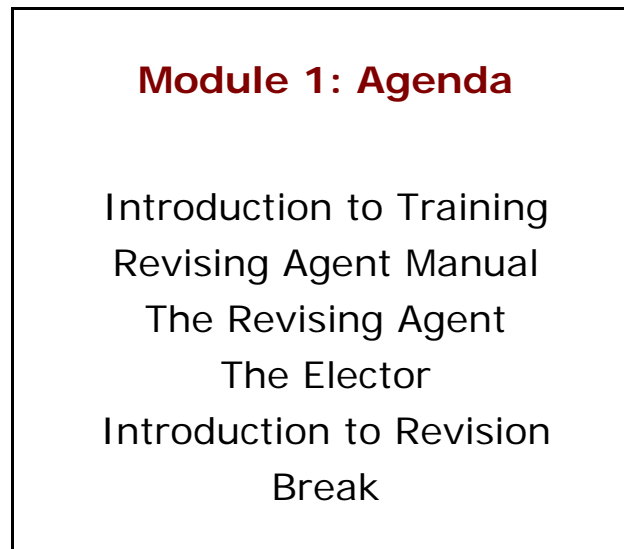 Module 1: Agenda
Introduction to Training
Revising Agent Manual
The Revising Agent
The Elector
Introduction to Revision
Break